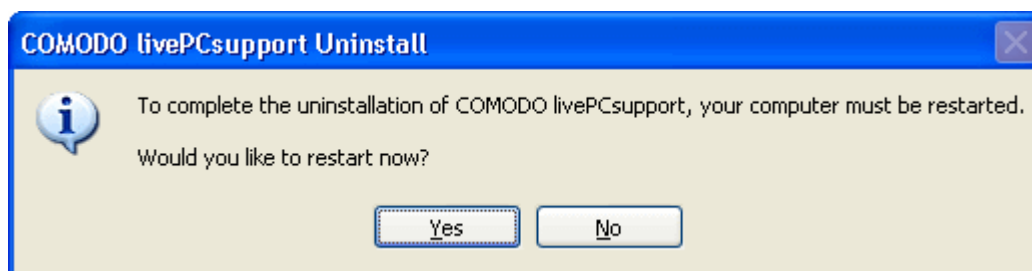 COMODO livePCsupport Uninstall
To complete the uninstallation of COMODO livePCsupport, your computer must be restarted.
Would you like to restart now?
Yes No